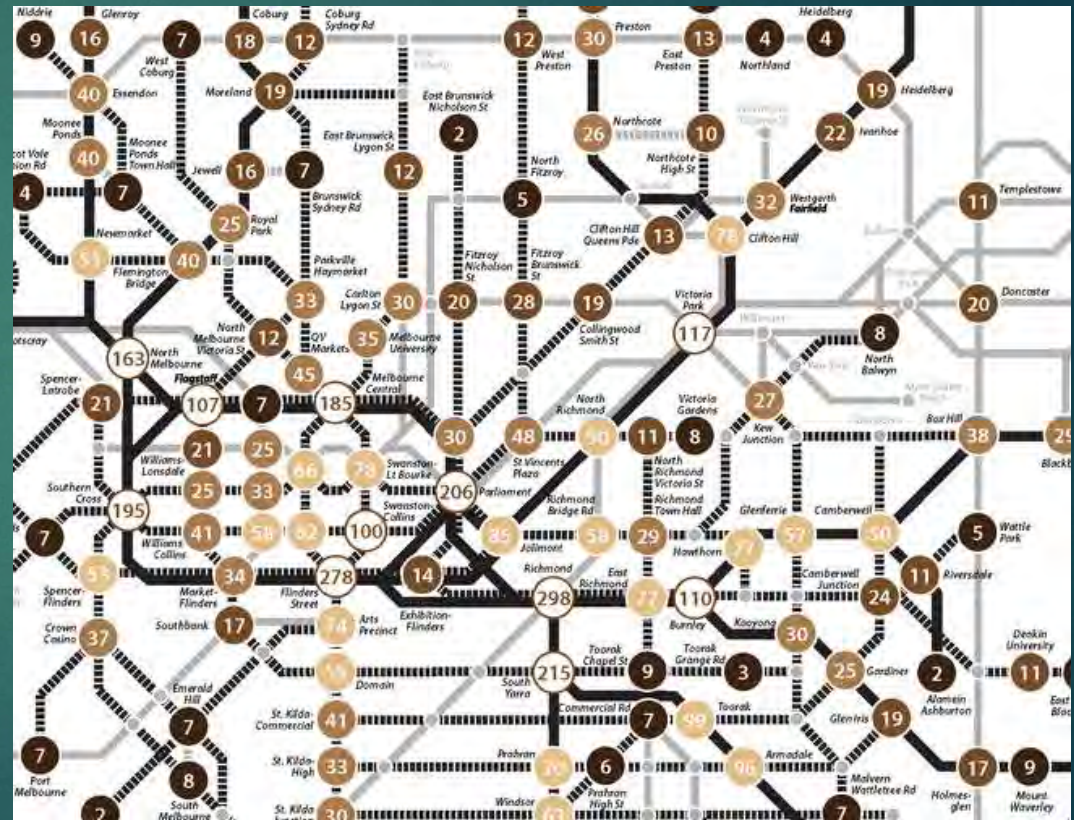 Niddrie
Glenroy
Coburg
Coburg
Sydney Rd
Heidelberg
9
16
7
18
12
12
30
Preston
13
4
4
West
Coburg
West
Preston
East
Preston
Northland
40
Essendon
Moreland
19
East Brunswick
Nicholson St
19
Heidelberg
Moonee
Ponds
2
26
Northcote
10
22
Ivanhoe
East Brunswick
Lygon St
40
Moonee
Ponds
Town Hall
Jewell
16
7
12
North
Fitzroy
Northcote
High St
4
7
Brunswick
Sydney Rd
5
32
Westgarth
Fairfield
11
Templestowe
25
Royal
Park
Newmarket
Clifton Hill
Queens Pde
13
Clifton Hill
Flemington
Bridge
40
Parkville
Haymarket
Fitzroy
Nicholson
St
Fitzroy
Brunswick
St
33
Carlton
Lygon St
30
20
28
19
Victoria
Park
20
Doncaster
Collingwood
Smith St
North
Melbourne
Victoria St
12
QV
Markets
35
Melbourne
University
117
8
North
Balwyn
163
North
Melbourne
Flagstaff
45
Melbourne
Central
Spencer-
Latrobe
21
107
7
185
North
Richmond
Victoria
Gardens
27
Kew
Junction
30
48
11
8
Box Hill
38
29
Williams-
Lonsdale
21
25
66
78
Swanston-
Lt Bourke
St Vincents
Plaza
North
Richmond
Victoria St
Southern
Cross
25
33
206
Parliament
Richmond
Bridge Rd
Richmond
Town Hall
195
Swanston-
Collins
Glenferrie
Camberwell
7
41
58
62
100
85
Jolimont
58
29
Hawthorn
57
50
5
Wattle
Park
Williams
Collins
Spencer-
Flinders
34
278
14
Richmond
East
Richmond
Camberwell
Junction
11
Riversdale
Market-
Flinders
Flinders
Street
Exhibition-
Flinders
298
110
Burnley
24
Crown
Casino
37
Southbank
17
74
Arts
Precinct
Kooyong
30
Toorak
Chapel St
Toorak
Grange Rd
Deakin
University
Domain
South
Yarra
215
9
3
25
Gardiner
2
Alamein
Ashburton
11
Emerald
Hill
7
St. Kilda-
Commercial
41
Commercial Rd
7
99
Toorak
Glen Iris
19
7
Port
Melbourne
8
South
Melbourne
St. Kilda-
High
33
Prahran
6
Prahran
High St
96
Armadale
Malvern
Wattletree Rd
17
Holmes-
glen
9
Mount
Waverley
2
St. Kilda
30
Windsor
7